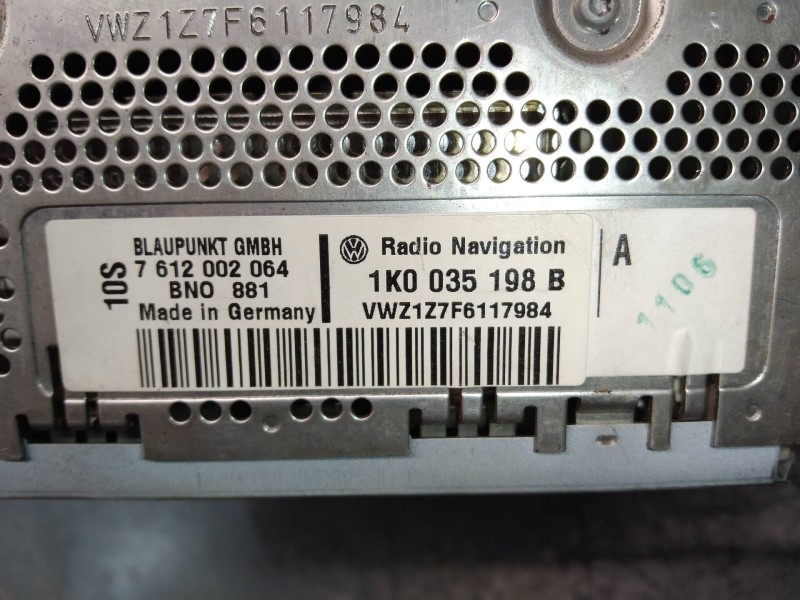 VWZ1Z7F6117984
10S
BLAUPUNKT GMBH
7 612 002 064
BNO 881
Made in Germany
VW Radio Navigation
1K0 035 198 B
VWZ1Z7F6117984
A
1106